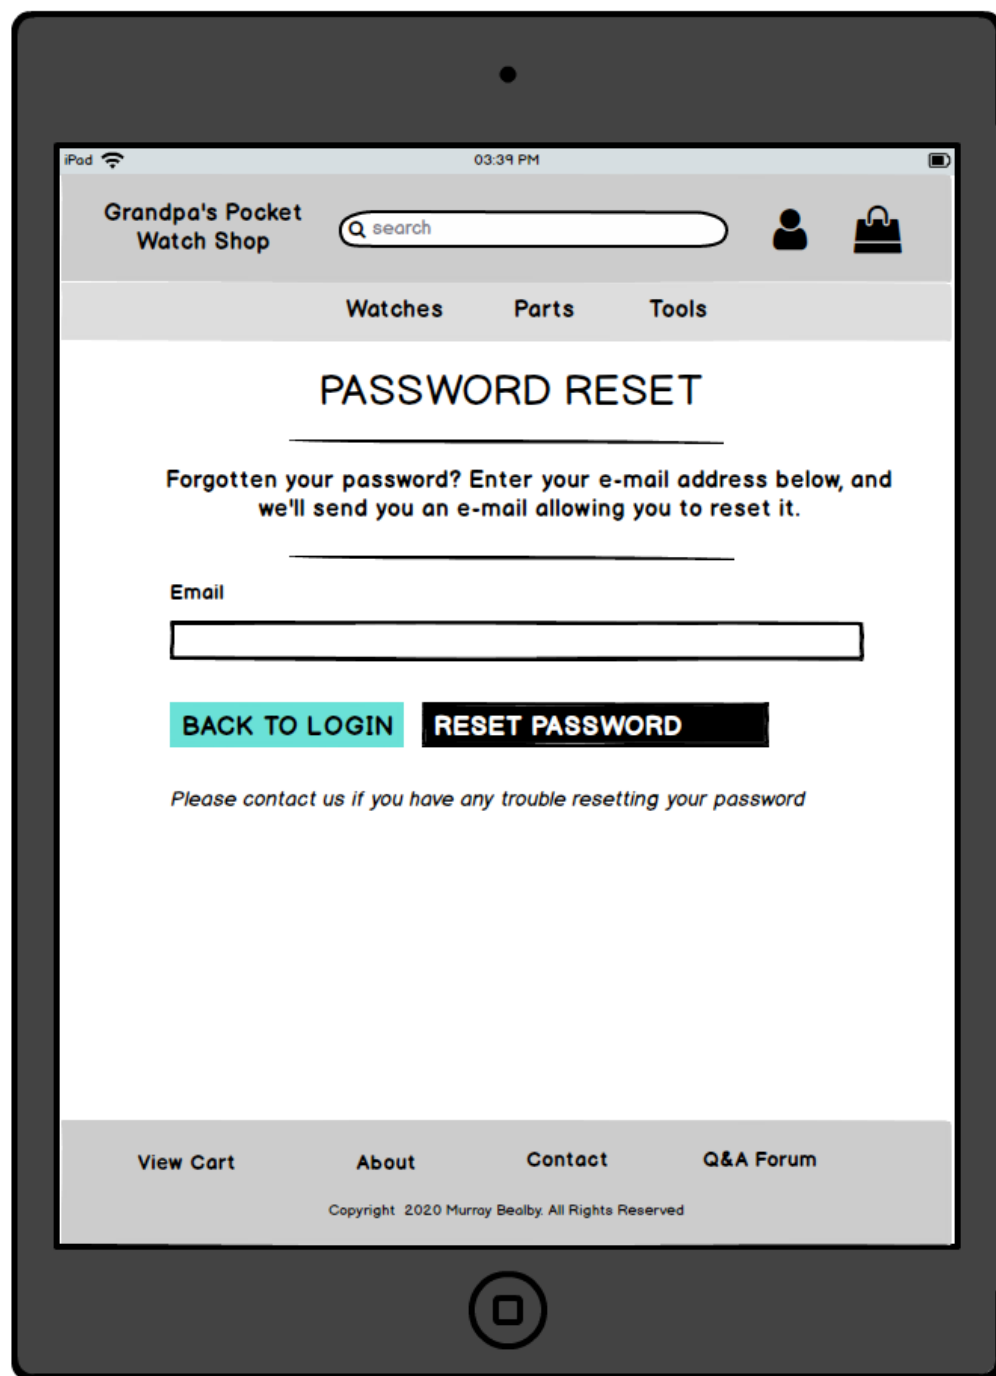 iPad 03:39 PM
Grandpa's Pocket
Watch Shop
search
Watches Parts Tools
PASSWORD RESET
Forgotten your password? Enter your e-mail address below, and
we'll send you an e-mail allowing you to reset it.
Email
BACK TO LOGIN RESET PASSWORD
Please contact us if you have any trouble resetting your password
View Cart About Contact Q&A Forum
Copyright 2020 Murray Bealby. All Rights Reserved